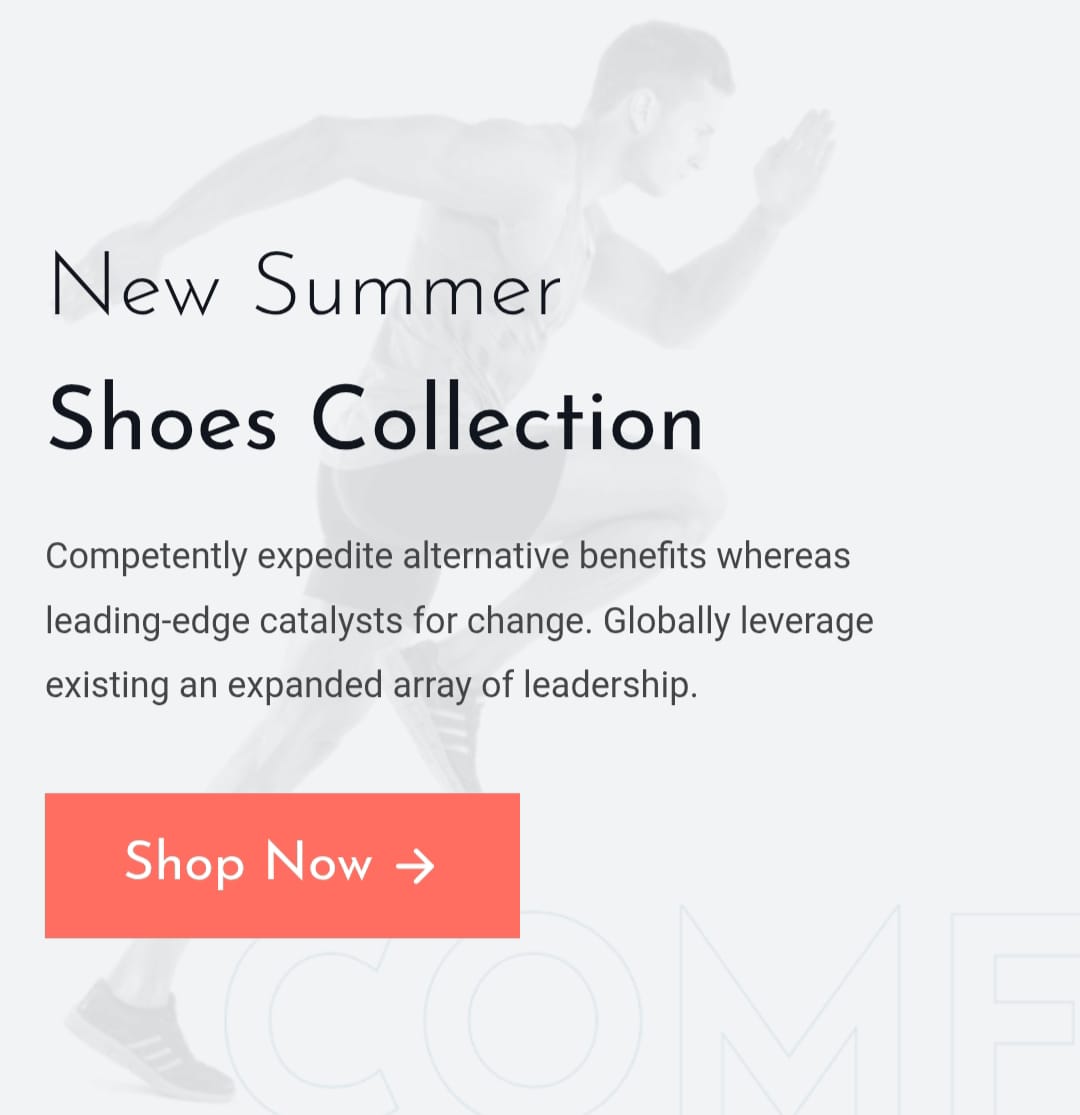 New Summer
Shoes Collection
Competently expedite alternative benefits whereas
leading-edge catalysts for change. Globally leverage
existing an expanded array of leadership.
Shop Now →
COMF